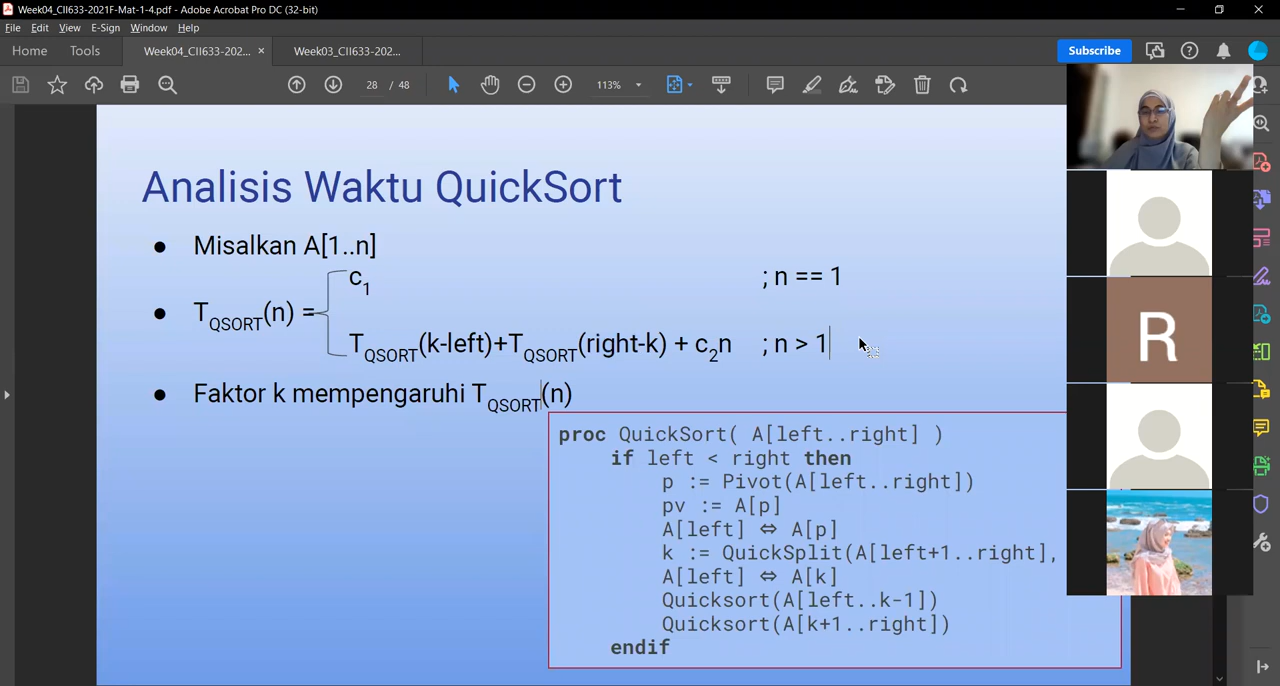 Week04_CII633-2021F-Mat-1-4.pdf - Adobe Acrobat Pro DC (32-bit)
File Edit View E-Sign Window Help
Home Tools Week04_CII633-202... × Week03_CII633-202... Subscribe
28 / 48 113%
Analisis Waktu QuickSort
● Misalkan A[1..n]
c1 ; n == 1
● TQSORT(n) =
TQSORT(k-left)+TQSORT(right-k) + c2n ; n > 1
● Faktor k mempengaruhi TQSORT(n)
proc QuickSort( A[left..right] )
if left < right then
p := Pivot(A[left..right])
pv := A[p]
A[left] ⇔ A[p]
k := QuickSplit(A[left+1..right],
A[left] ⇔ A[k]
Quicksort(A[left..k-1])
Quicksort(A[k+1..right])
endif
R